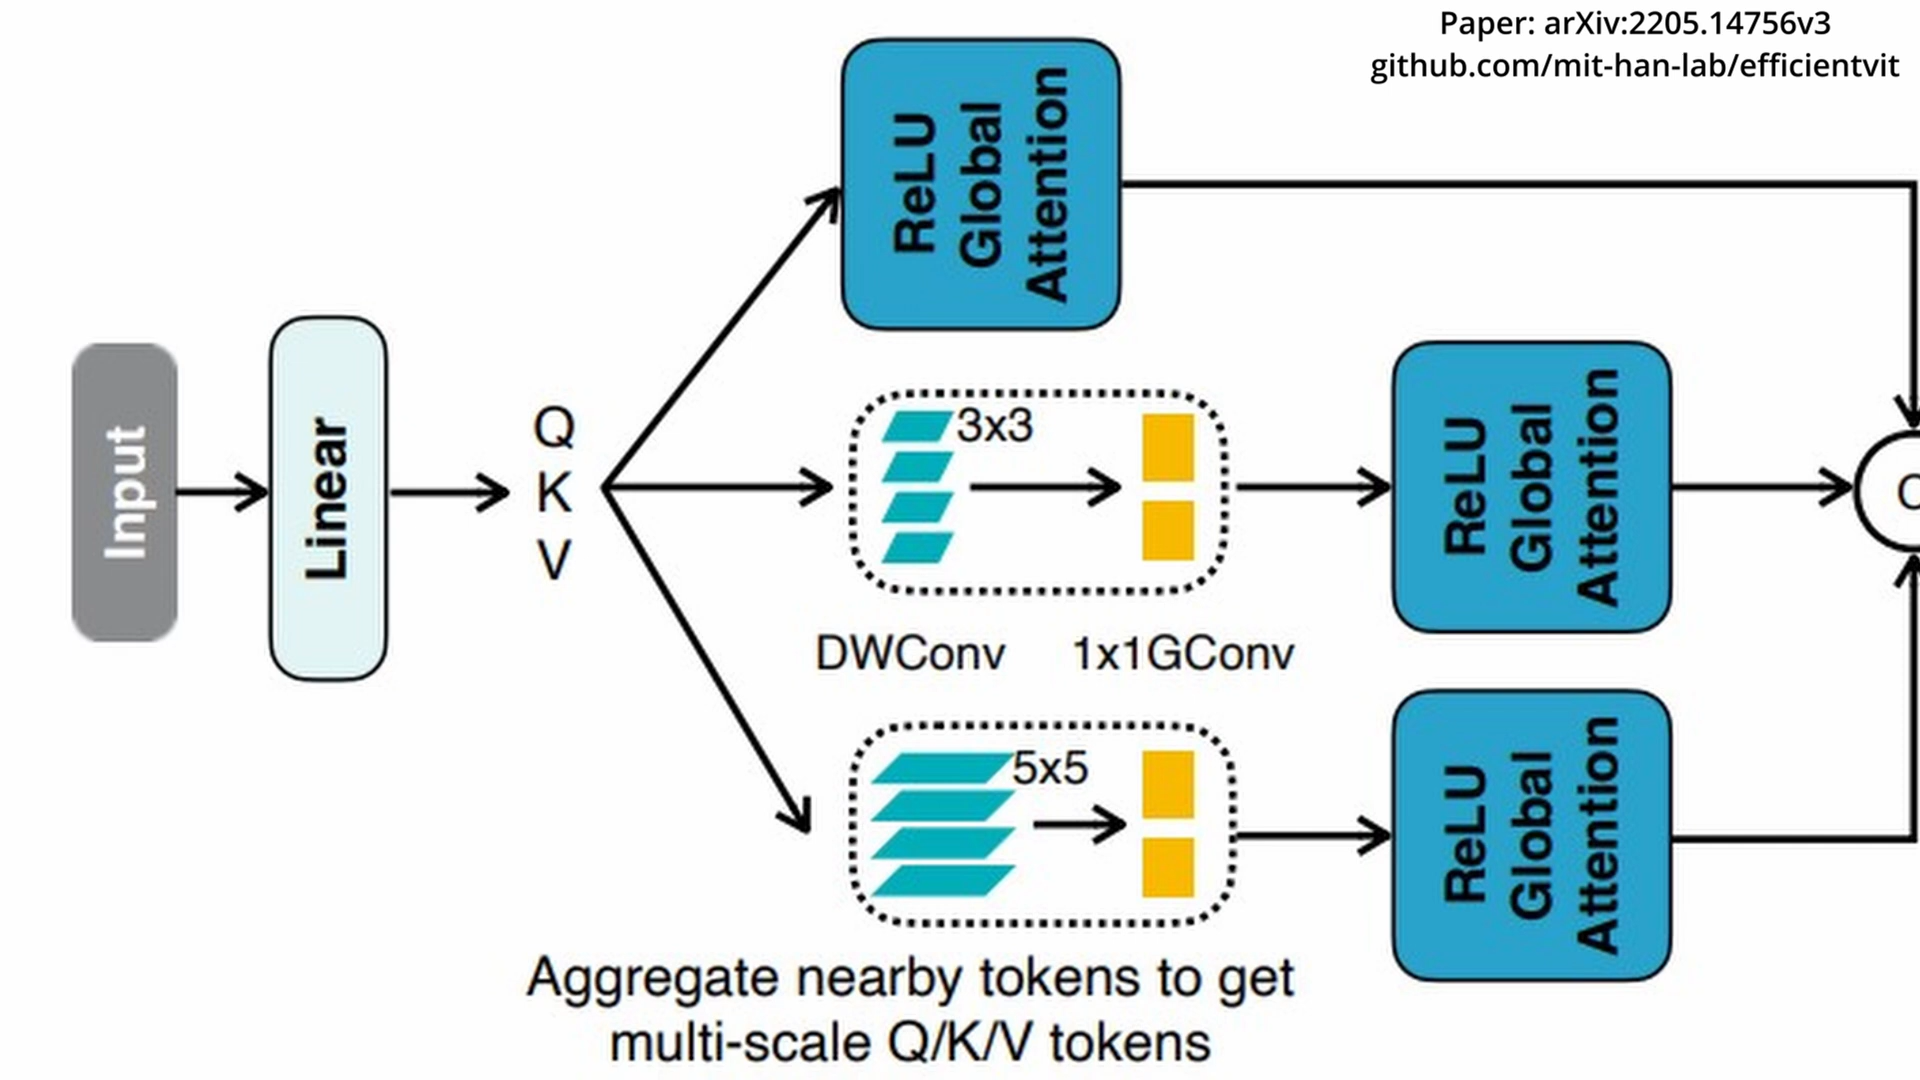 Paper: arXiv:2205.14756v3
github.com/mit-han-lab/efficientvit
ReLU
Global
Attention
Input
Linear
Q
K
V
3x3
ReLU
Global
Attention
DWConv
1x1GConv
5x5
ReLU
Global
Attention
Aggregate nearby tokens to get
multi-scale Q/K/V tokens